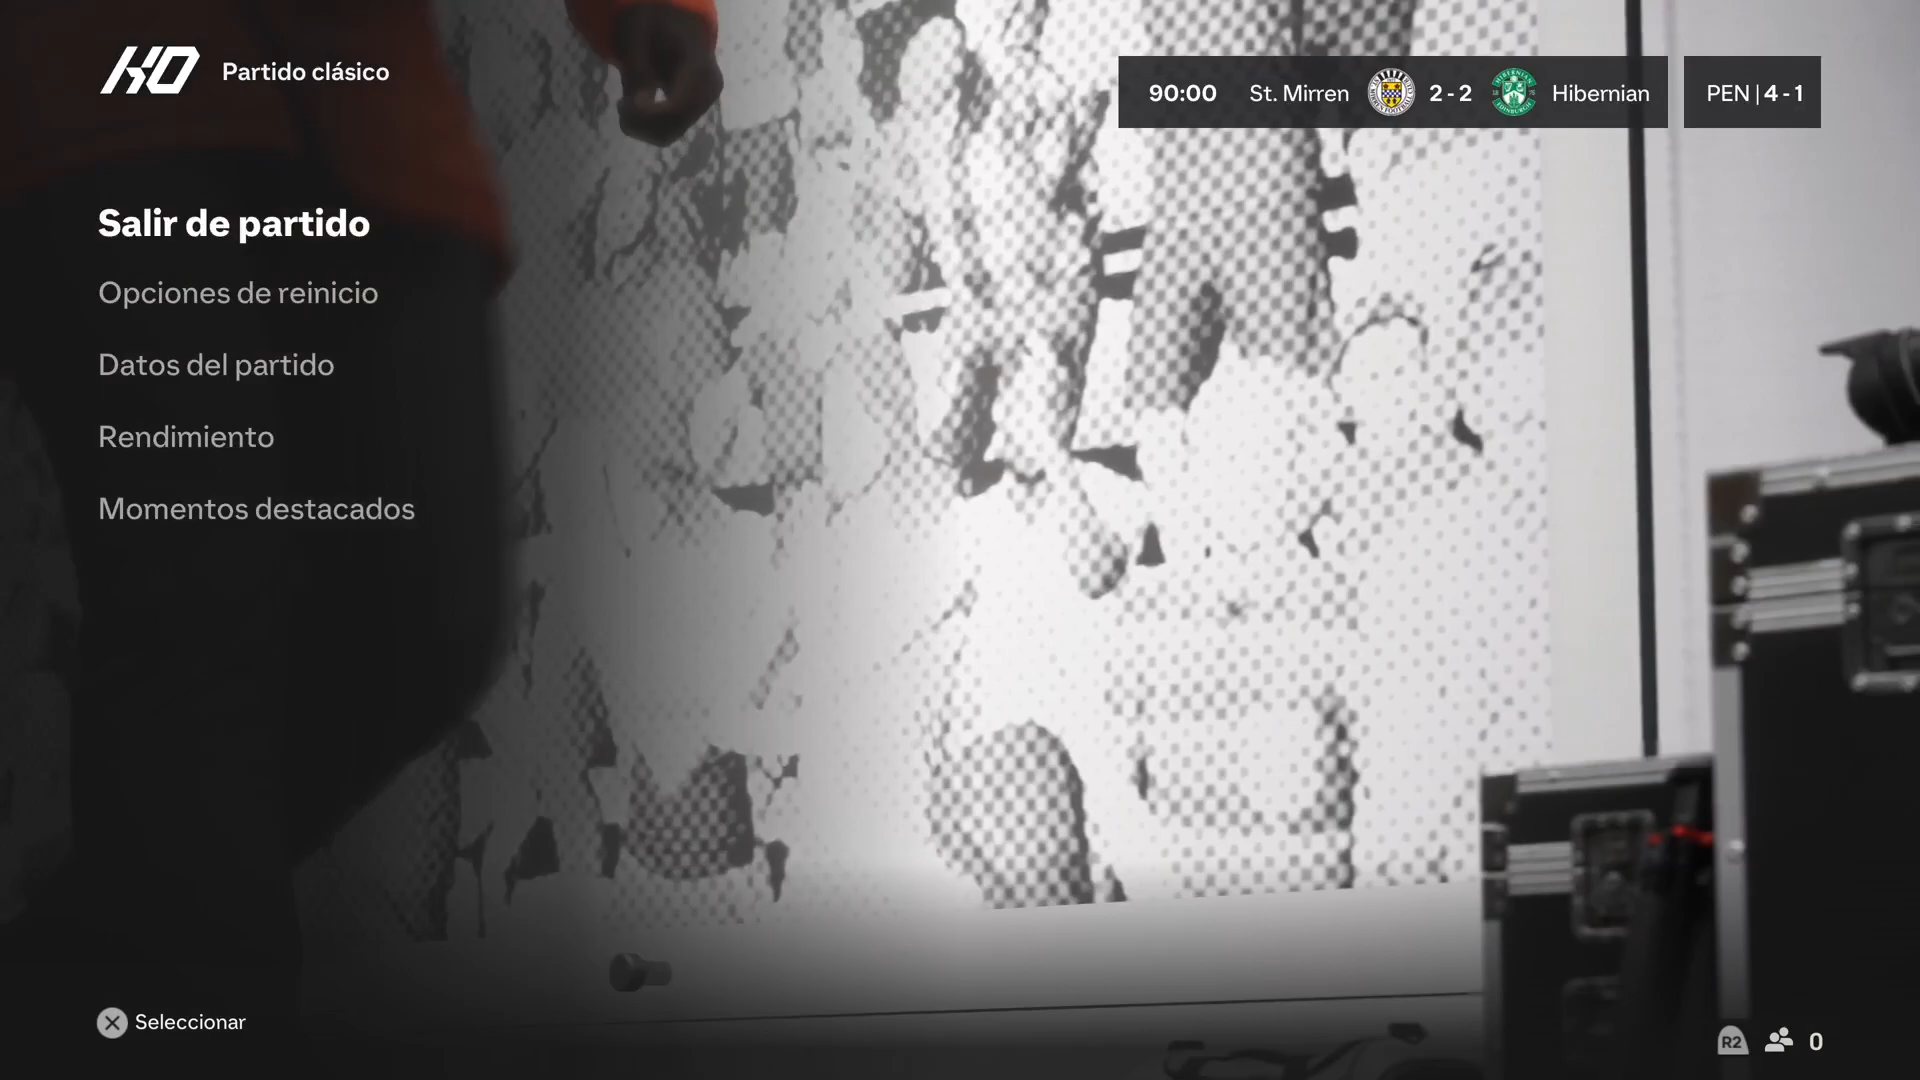 KO Partido clásico
90:00 St. Mirren 2 - 2 Hibernian PEN | 4 - 1
Salir de partido
Opciones de reinicio
Datos del partido
Rendimiento
Momentos destacados
Seleccionar
R2 0